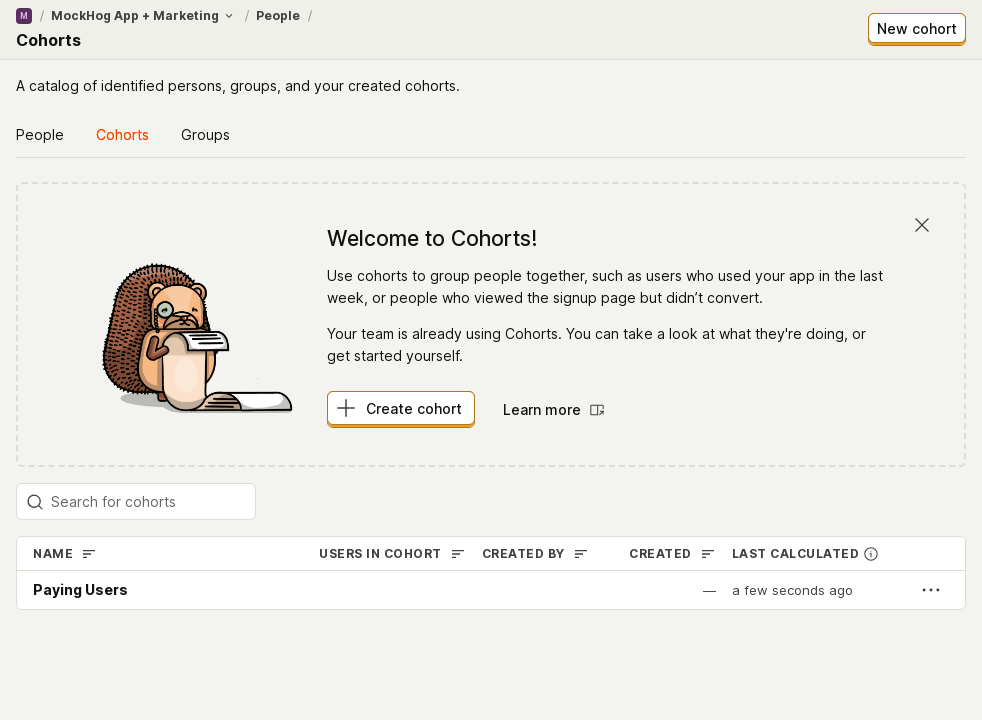 M / MockHog App + Marketing / People /
Cohorts
New cohort
A catalog of identified persons, groups, and your created cohorts.
People Cohorts Groups
Welcome to Cohorts!
Use cohorts to group people together, such as users who used your app in the last
week, or people who viewed the signup page but didn’t convert.
Your team is already using Cohorts. You can take a look at what they're doing, or
get started yourself.
Create cohort Learn more
Search for cohorts
NAME USERS IN COHORT CREATED BY CREATED LAST CALCULATED
Paying Users — a few seconds ago